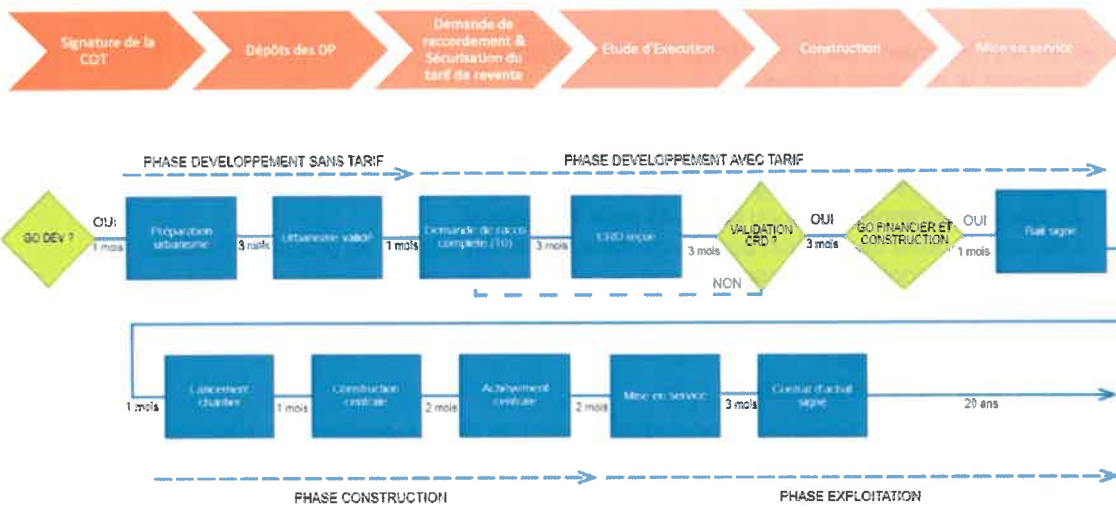 Signature de la
COT
Dépôts des DP
Demande de
raccordement &
Sécurisation du
tarif de revente
Etude d'Execution
Construction
Mise en service
PHASE DEVELOPPEMENT SANS TARIF
PHASE DEVELOPPEMENT AVEC TARIF
GO DEV ?
OUI
1 mois
Préparation
urbanisme
3 mois
Urbanisme validé
1 mois
Demande de racco
complète (T0)
3 mois
CRD reçue
3 mois
VALIDATION
CRD ?
OUI
3 mois
GO FINANCIER ET
CONSTRUCTION
OUI
1 mois
Bail signé
NON
1 mois
Lancement
chantier
1 mois
Construction
centrale
2 mois
Achèvement
centrale
2 mois
Mise en service
3 mois
Contrat d'achat
signé
20 ans
PHASE CONSTRUCTION
PHASE EXPLOITATION